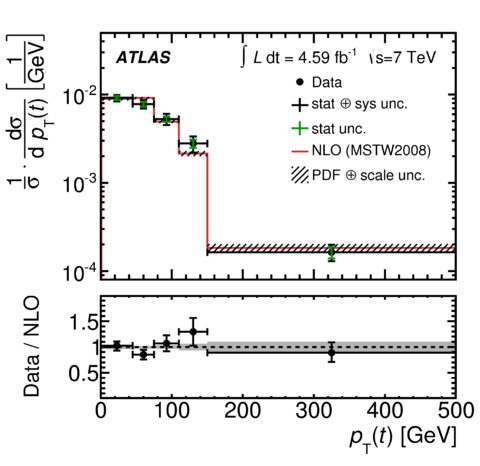 ATLAS ∫ L dt = 4.59 fb⁻¹ √s=7 TeV
Data
stat ⊕ sys unc.
stat unc.
NLO (MSTW2008)
PDF ⊕ scale unc.
1/σ · dσ/d p_T(t) [1/GeV]
10⁻²
10⁻³
10⁻⁴
Data / NLO
1.5
1
0.5
0 100 200 300 400 500
p_T(t) [GeV]